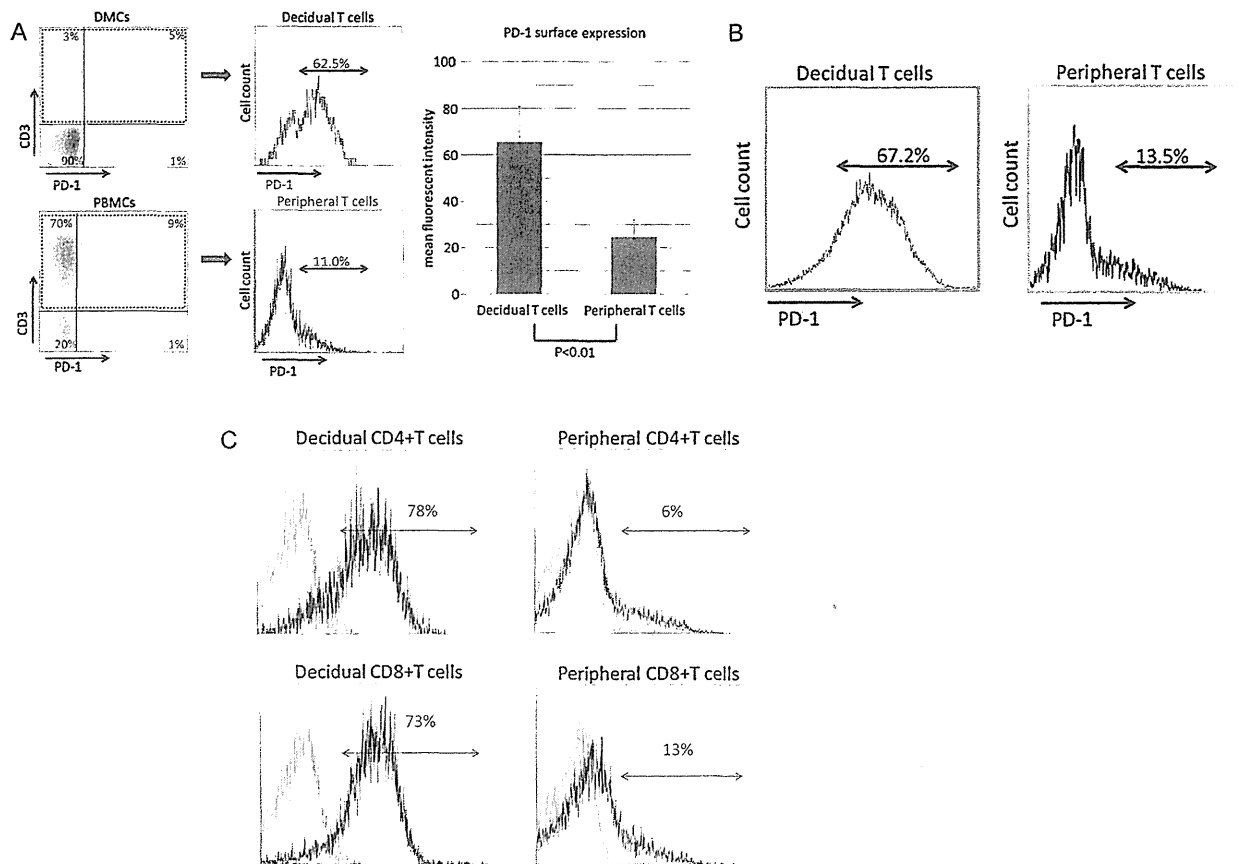 A
DMCs
3%
5%
90%
1%
CD3
PD-1
Decidual T cells
62.5%
Cell count
PD-1
PBMCs
70%
9%
20%
1%
CD3
PD-1
Peripheral T cells
11.0%
Cell count
PD-1
PD-1 surface expression
mean fluorescent intensity
100
80
60
40
20
0
Decidual T cells
Peripheral T cells
P<0.01
B
Decidual T cells
67.2%
Cell count
PD-1
Peripheral T cells
13.5%
Cell count
PD-1
C
Decidual CD4+T cells
78%
Peripheral CD4+T cells
6%
Decidual CD8+T cells
73%
Peripheral CD8+T cells
13%